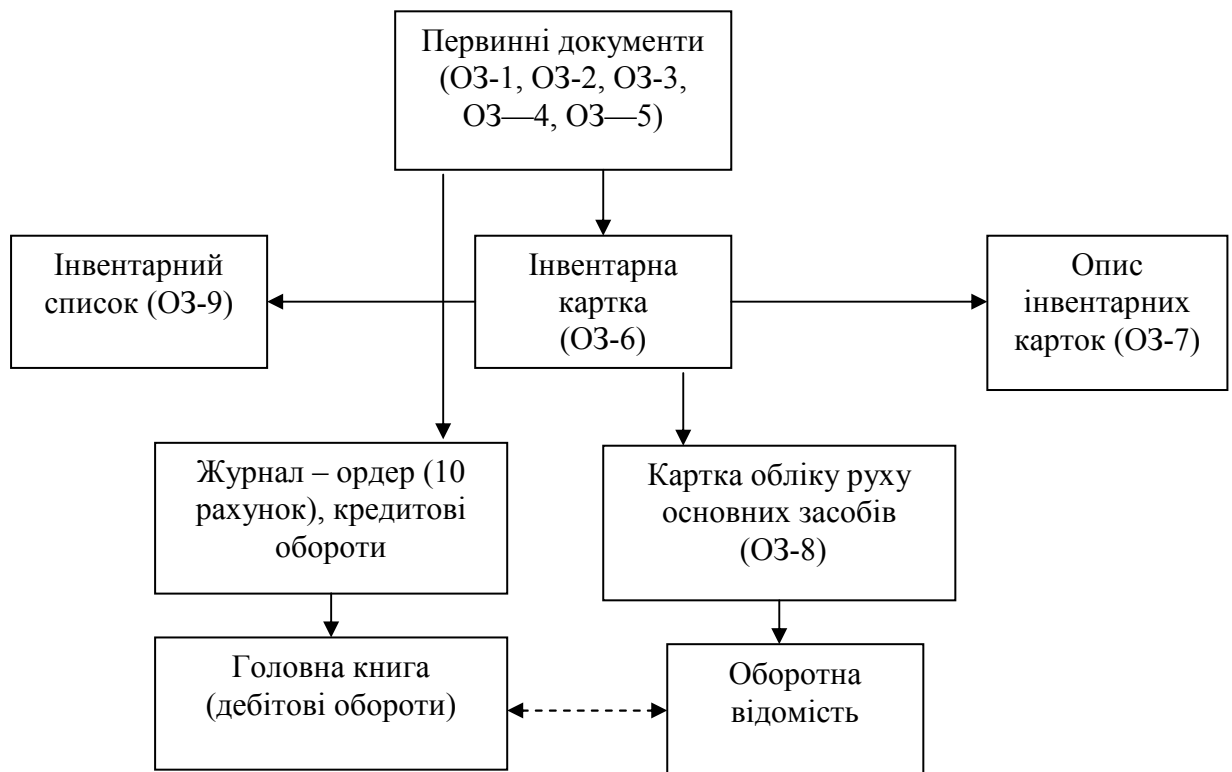 Первинні документи
(ОЗ-1, ОЗ-2, ОЗ-3,
ОЗ—4, ОЗ—5)
Інвентарний
список (ОЗ-9)
Інвентарна
картка
(ОЗ-6)
Опис
інвентарних
карток (ОЗ-7)
Журнал – ордер (10
рахунок), кредитові
обороти
Картка обліку руху
основних засобів
(ОЗ-8)
Головна книга
(дебітові обороти)
Оборотна
відомість